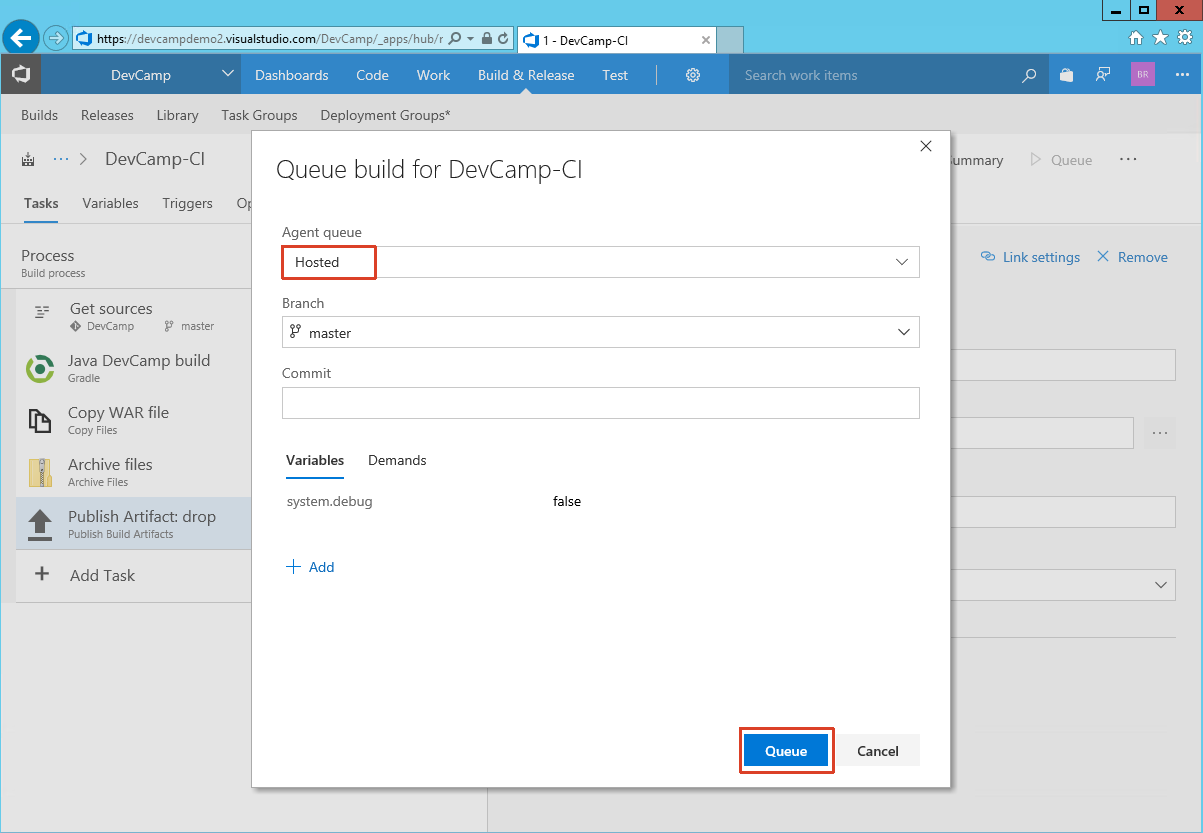 https://devcampdemo2.visualstudio.com/DevCamp/_apps/hub/r
1 - DevCamp-CI
DevCamp Dashboards Code Work Build & Release Test Search work items BR ...
Builds Releases Library Task Groups Deployment Groups*
... DevCamp-CI ummary Queue ...
Tasks Variables Triggers Op
Queue build for DevCamp-CI
Agent queue
Hosted
Branch
master
Commit
Variables Demands
system.debug false
Add
Queue Cancel
Process
Build process
Link settings Remove
Get sources
DevCamp master
Java DevCamp build
Gradle
Copy WAR file
Copy Files
...
Archive files
Archive Files
Publish Artifact: drop
Publish Build Artifacts
Add Task